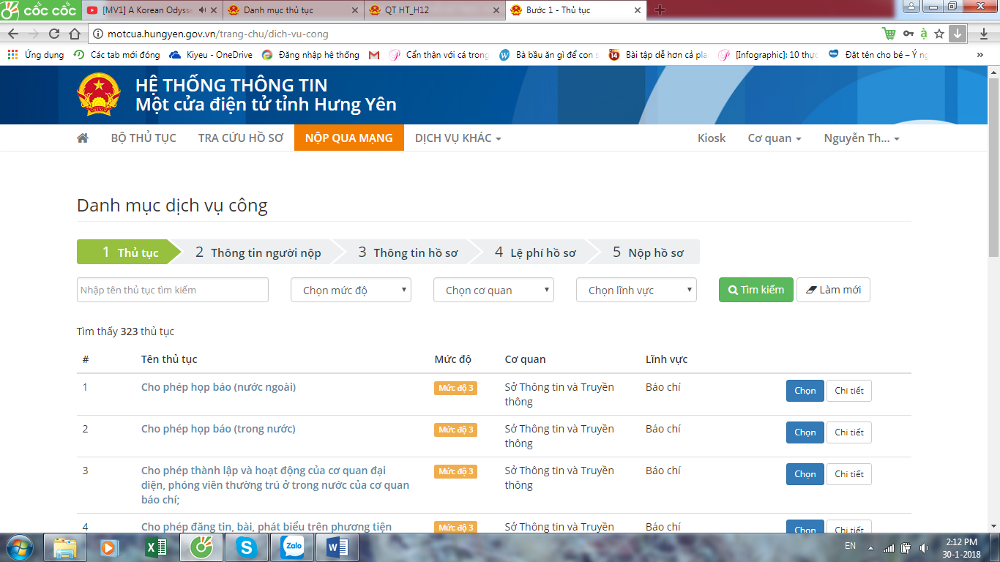 cốc cốc
[MV1] A Korean Odysse
Danh mục thủ tục
QT HT_H12
Bước 1 - Thủ tục
motcua.hungyen.gov.vn/trang-chu/dich-vu-cong
Ứng dụng
Các tab mới đóng
Kiyeu - OneDrive
Đăng nhập hệ thống
Cẩn thận với cá trong
Bà bầu ăn gì để con s
Bài tập dễ hơn cả pla
[Infographic]: 10 thực
Đặt tên cho bé – Ý ng
HỆ THỐNG THÔNG TIN
Một cửa điện tử tỉnh Hưng Yên
BỘ THỦ TỤC TRA CỨU HỒ SƠ NỘP QUA MẠNG DỊCH VỤ KHÁC Kiosk Cơ quan Nguyễn Th...
Danh mục dịch vụ công
1 Thủ tục 2 Thông tin người nộp 3 Thông tin hồ sơ 4 Lệ phí hồ sơ 5 Nộp hồ sơ
Nhập tên thủ tục tìm kiếm Chọn mức độ Chọn cơ quan Chọn lĩnh vực Tìm kiếm Làm mới
Tìm thấy 323 thủ tục
# Tên thủ tục Mức độ Cơ quan Lĩnh vực
1 Cho phép họp báo (nước ngoài) Mức độ 3 Sở Thông tin và Truyền Báo chí Chọn Chi tiết
thông
2 Cho phép họp báo (trong nước) Mức độ 3 Sở Thông tin và Truyền Báo chí Chọn Chi tiết
thông
3 Cho phép thành lập và hoạt động của cơ quan đại Mức độ 3 Sở Thông tin và Truyền Báo chí Chọn Chi tiết
diện, phóng viên thường trú ở trong nước của cơ quan thông
báo chí;
4 Cho phép đăng tin, bài, phát biểu trên phương tiện Mức độ 3 Sở Thông tin và Truyền Báo chí Chọn Chi tiết
Zalo
EN
2:12 PM
30-1-2018